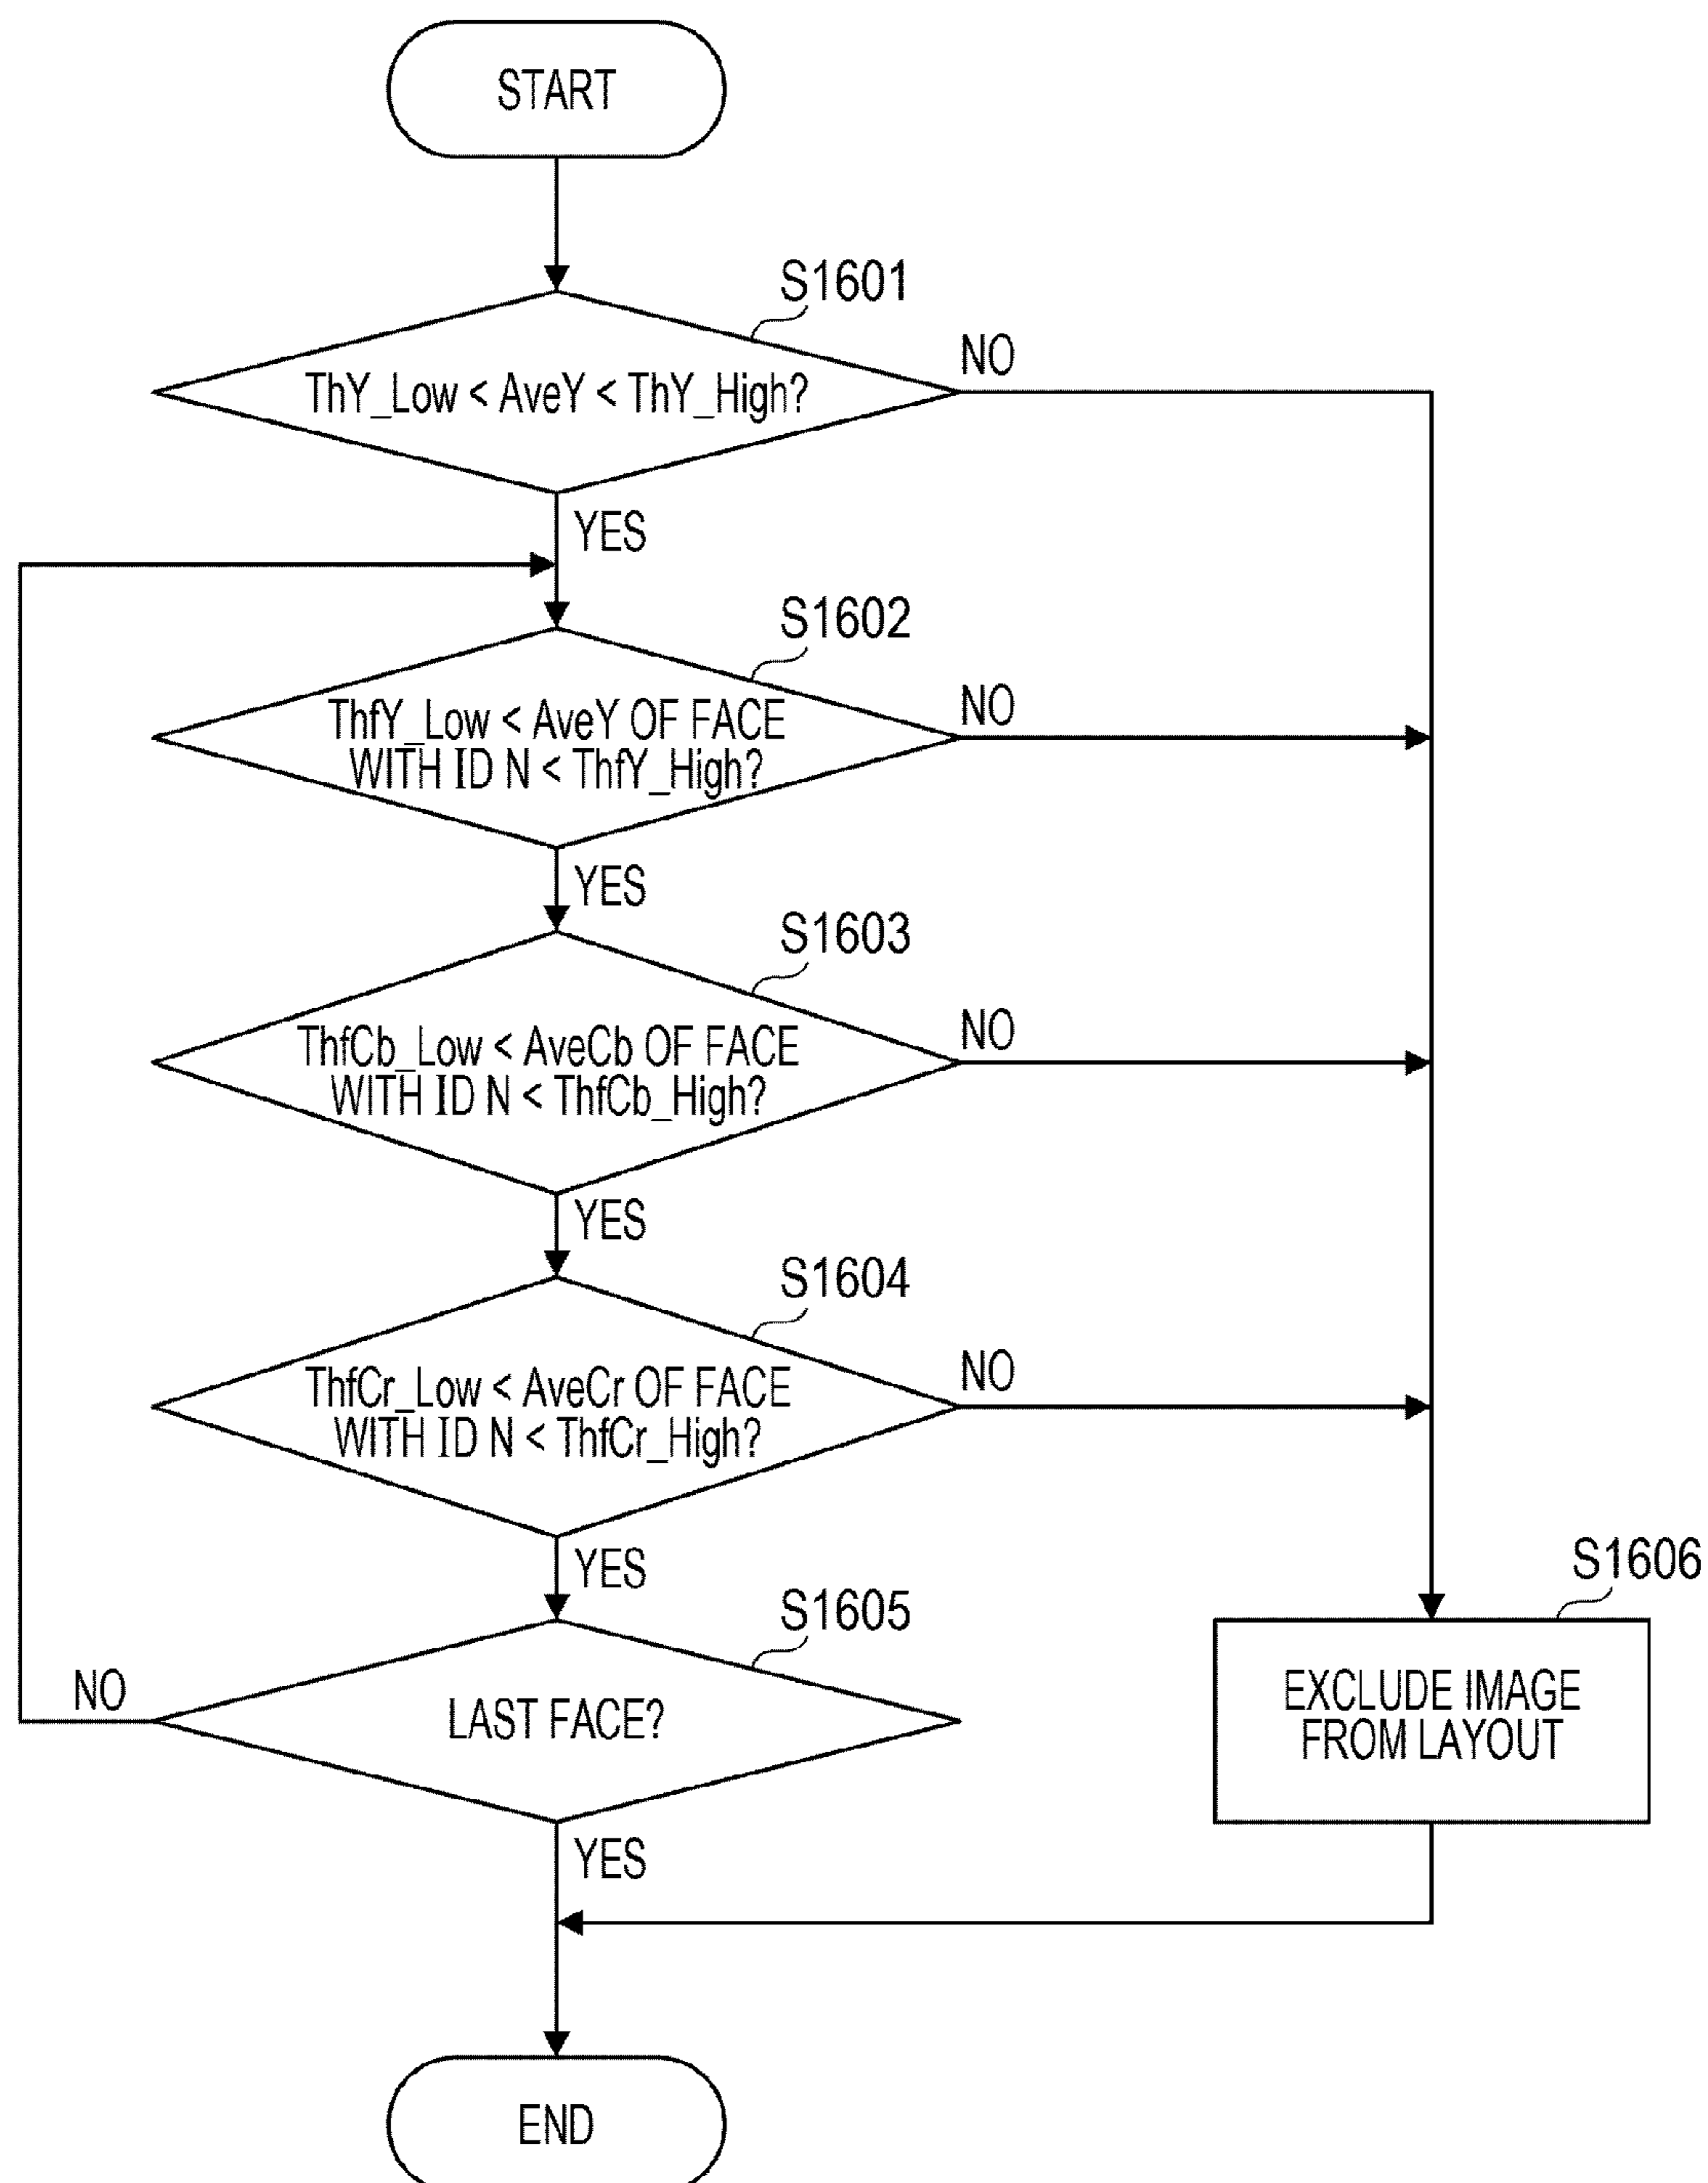 START
S1601
ThY_Low < AveY < ThY_High?
NO
YES
S1602
ThfY_Low < AveY OF FACE
WITH ID N < ThfY_High?
NO
YES
S1603
ThfCb_Low < AveCb OF FACE
WITH ID N < ThfCb_High?
NO
YES
S1604
ThfCr_Low < AveCr OF FACE
WITH ID N < ThfCr_High?
NO
YES
S1605
LAST FACE?
NO
YES
S1606
EXCLUDE IMAGE
FROM LAYOUT
END